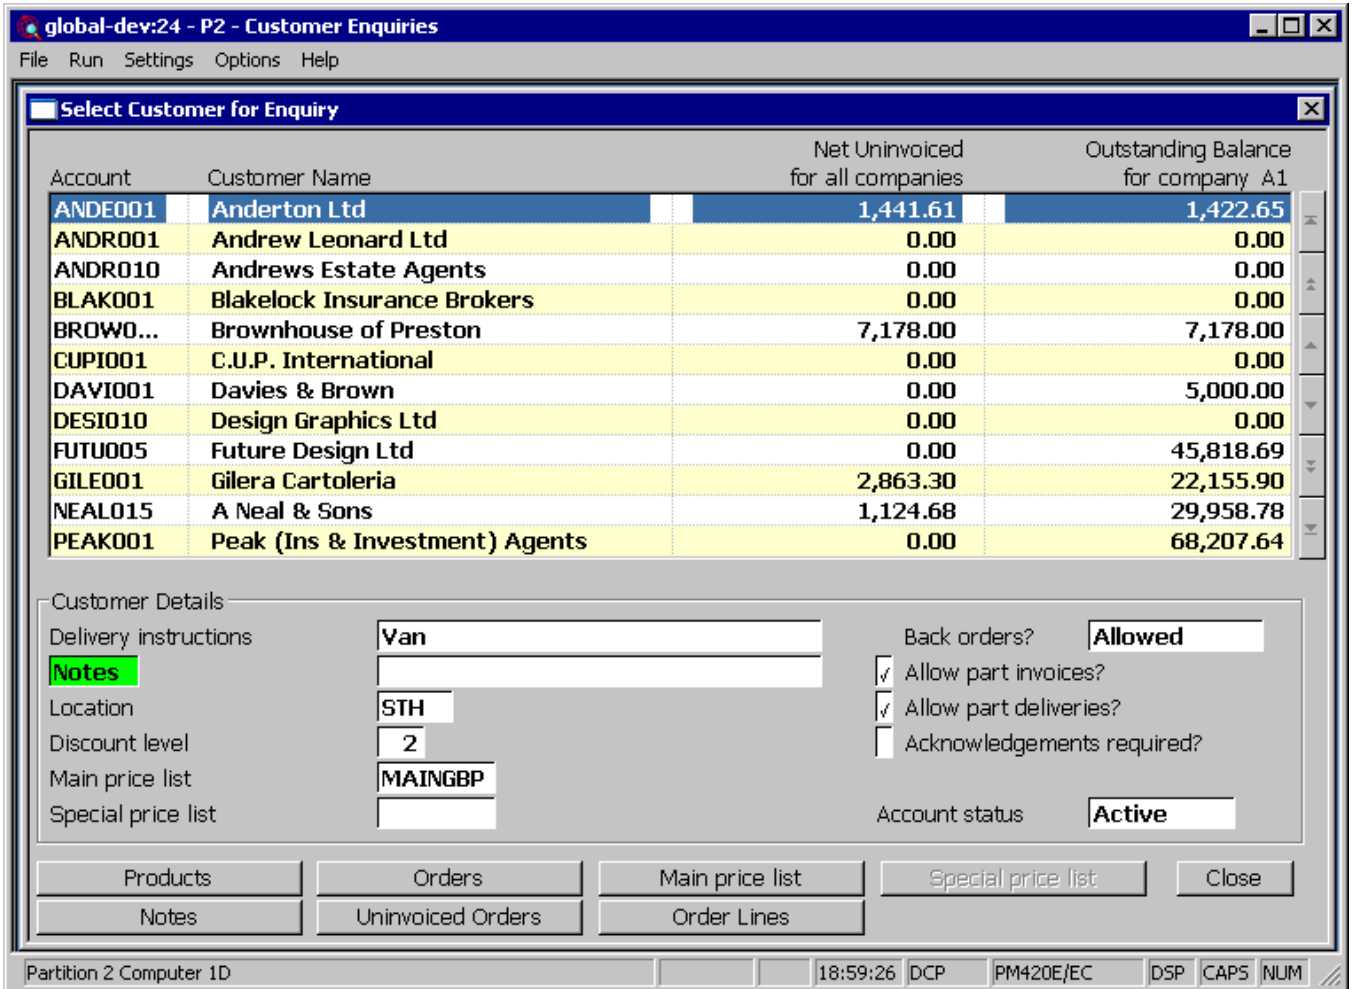 global-dev:24 - P2 - Customer Enquiries
File Run Settings Options Help
Select Customer for Enquiry
Net Uninvoiced Outstanding Balance
Account Customer Name for all companies for company A1
ANDE001 Anderton Ltd 1,441.61 1,422.65
ANDR001 Andrew Leonard Ltd 0.00 0.00
ANDR010 Andrews Estate Agents 0.00 0.00
BLAK001 Blakelock Insurance Brokers 0.00 0.00
BROW0... Brownhouse of Preston 7,178.00 7,178.00
CUPI001 C.U.P. International 0.00 0.00
DAVI001 Davies & Brown 0.00 5,000.00
DESI010 Design Graphics Ltd 0.00 0.00
FUTU005 Future Design Ltd 0.00 45,818.69
GILE001 Gilera Cartoleria 2,863.30 22,155.90
NEAL015 A Neal & Sons 1,124.68 29,958.78
PEAK001 Peak (Ins & Investment) Agents 0.00 68,207.64
Customer Details
Delivery instructions Van Back orders? Allowed
Notes Allow part invoices?
Location STH Allow part deliveries?
Discount level 2 Acknowledgements required?
Main price list MAINGBP
Special price list Account status Active
Products Orders Main price list Special price list Close
Notes Uninvoiced Orders Order Lines
Partition 2 Computer 1D 18:59:26 DCP PM420E/EC DSP CAPS NUM